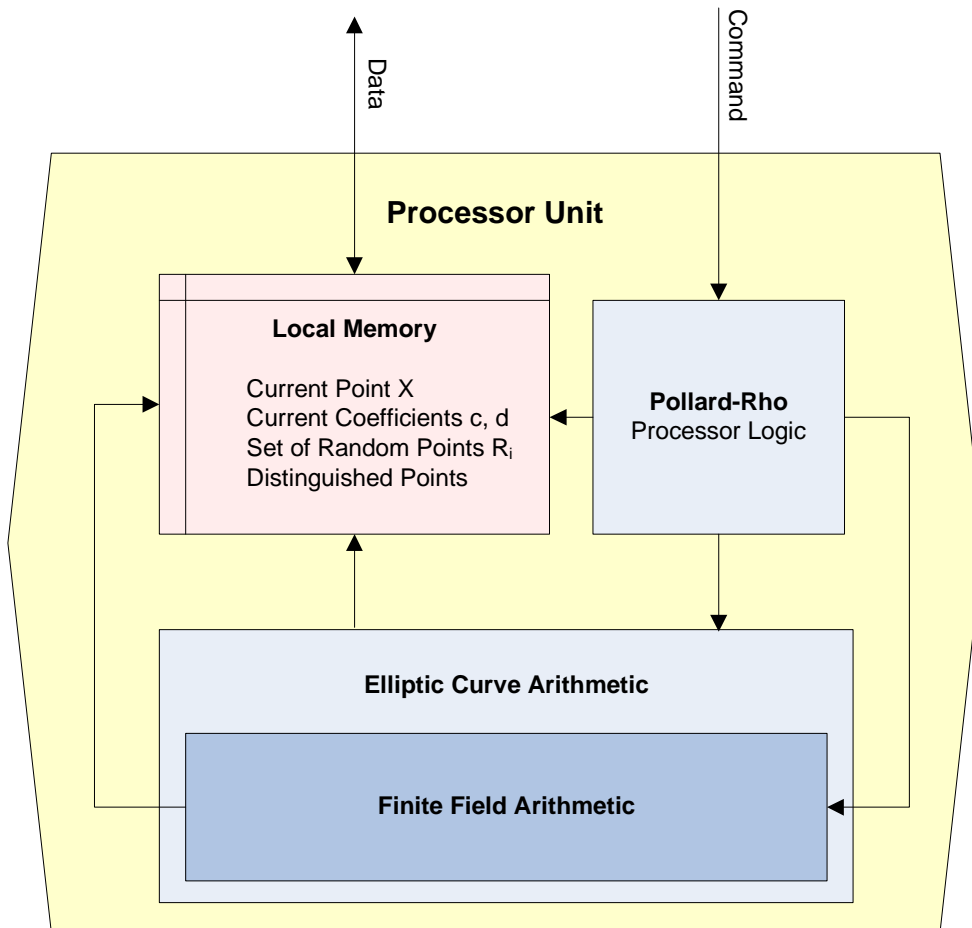 Data
Command
Processor Unit
Local Memory
Current Point X
Current Coefficients c, d
Set of Random Points Rᵢ
Distinguished Points
Pollard-Rho
Processor Logic
Elliptic Curve Arithmetic
Finite Field Arithmetic